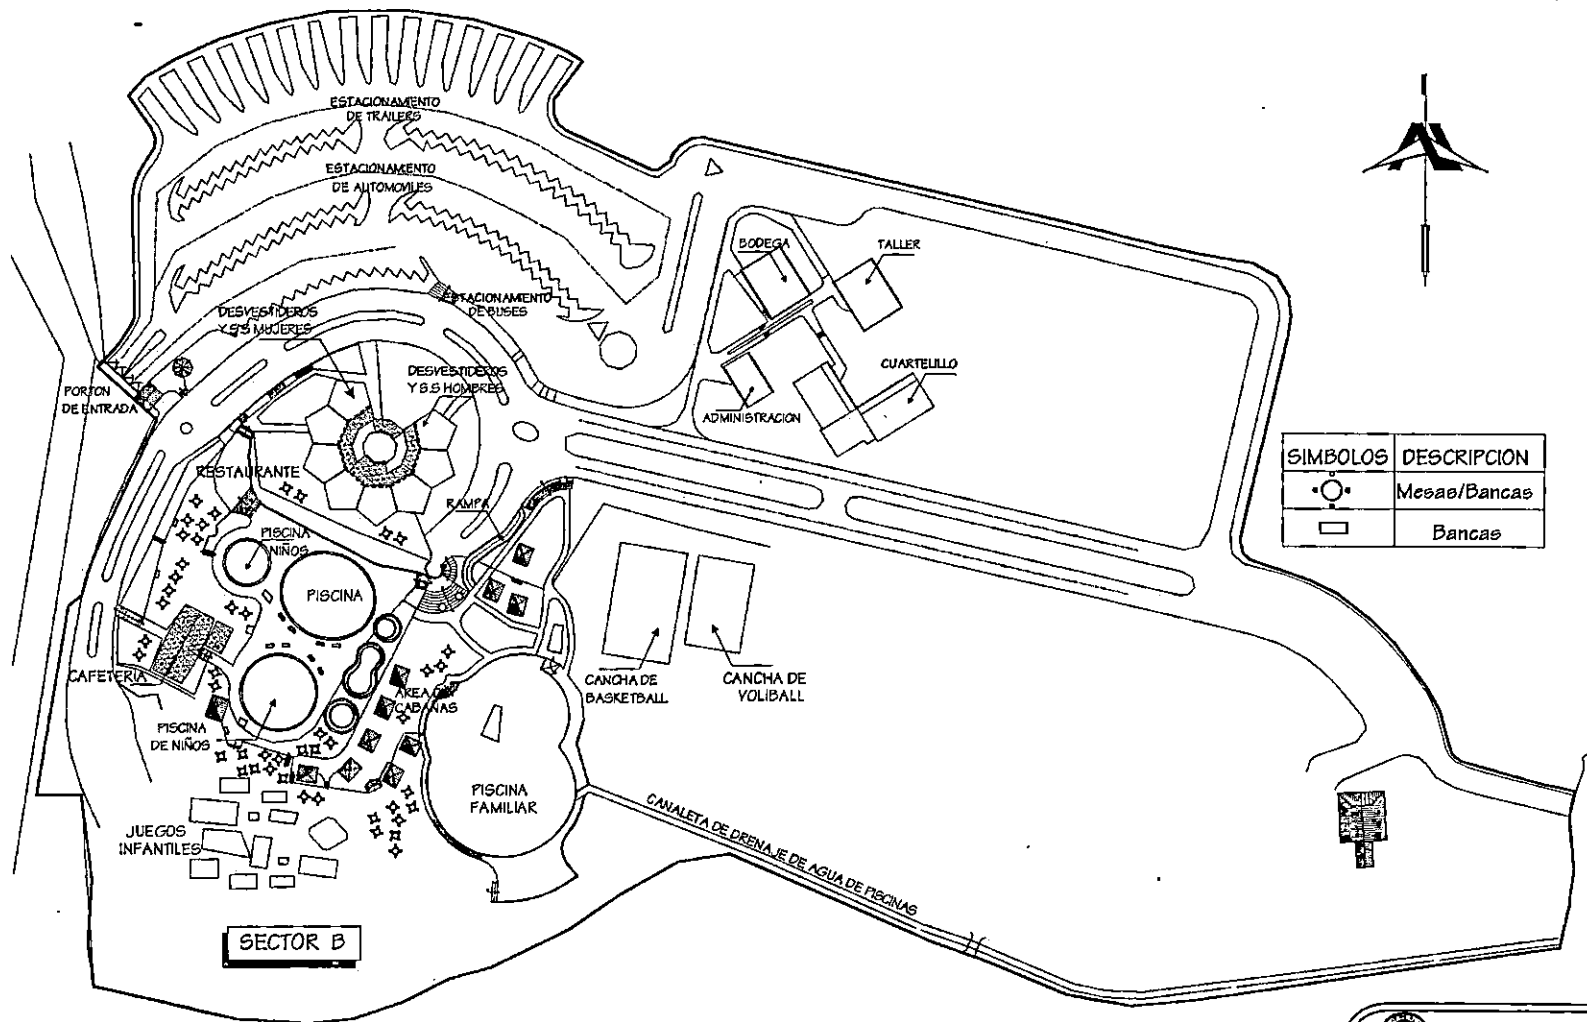 ESTACIONAMIENTO
DE TRAILERS
ESTACIONAMIENTO
DE AUTOMOVILES
ESTACIONAMIENTO
DE BUSES
DESVESTIDEROS
Y S.S MUJERES
DESVESTIDEROS
Y S.S HOMBRES
PORTON
DE ENTRADA
BODEGA
TALLER
CUARTELILLO
ADMINISTRACION
SIMBOLOS DESCRIPCION
Mesas/Bancas
Bancas
RESTAURANTE
RAMPA
PISCINA
NIÑOS
PISCINA
CAFETERIA
AREA DE
CABAÑAS
CANCHA DE
BASKETBALL
CANCHA DE
VOLIBALL
PISCINA
DE NIÑOS
PISCINA
FAMILIAR
JUEGOS
INFANTILES
CANALETA DE DRENAJE DE AGUA DE PISCINAS
SECTOR B